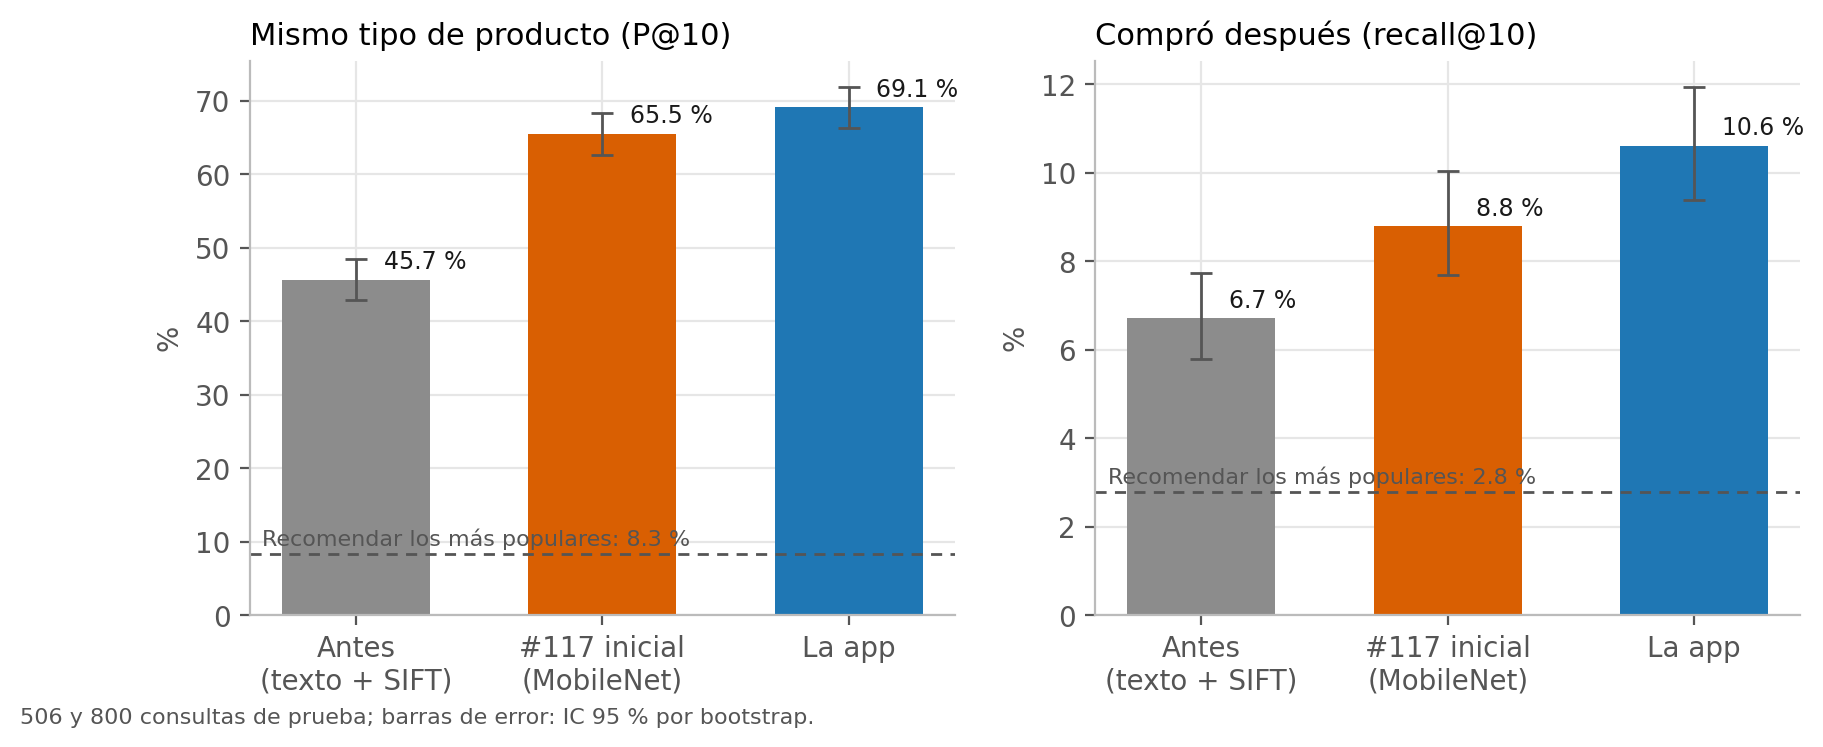 Mismo tipo de producto (P@10)
%
70
60
50
40
30
20
10
0
45.7 %
65.5 %
69.1 %
Recomendar los más populares: 8.3 %
Antes
(texto + SIFT)
#117 inicial
(MobileNet)
La app
Compró después (recall@10)
%
12
10
8
6
4
2
0
6.7 %
8.8 %
10.6 %
Recomendar los más populares: 2.8 %
Antes
(texto + SIFT)
#117 inicial
(MobileNet)
La app
506 y 800 consultas de prueba; barras de error: IC 95 % por bootstrap.